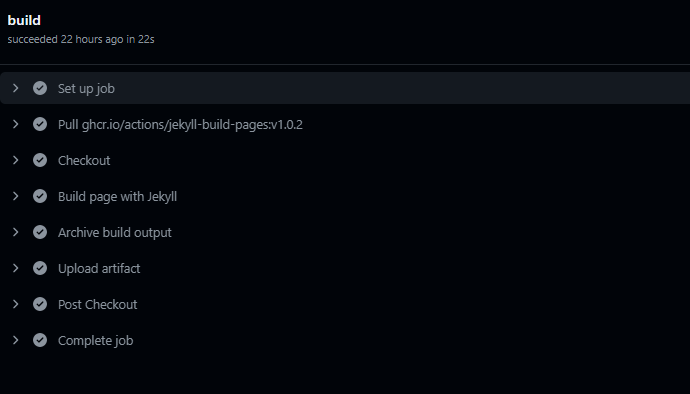 build
succeeded 22 hours ago in 22s
Set up job
Pull ghcr.io/actions/jekyll-build-pages:v1.0.2
Checkout
Build page with Jekyll
Archive build output
Upload artifact
Post Checkout
Complete job